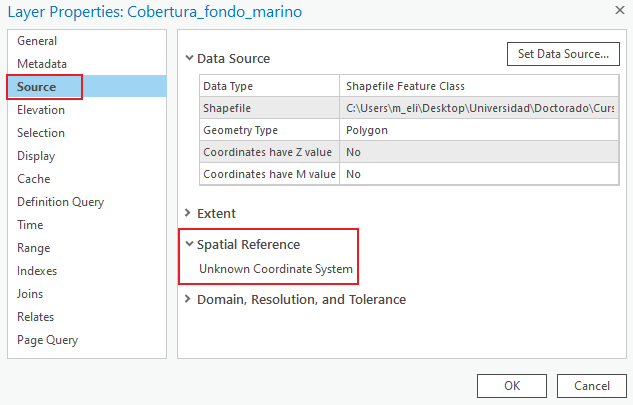 Layer Properties: Cobertura_fondo_marino
General
Metadata
Source
Elevation
Selection
Display
Cache
Definition Query
Time
Range
Indexes
Joins
Relates
Page Query
Data Source
Set Data Source...
Data Type Shapefile Feature Class
Shapefile C:\Users\m_eli\Desktop\Universidad\Doctorado\Curs
Geometry Type Polygon
Coordinates have Z value No
Coordinates have M value No
Extent
Spatial Reference
Unknown Coordinate System
Domain, Resolution, and Tolerance
OK Cancel